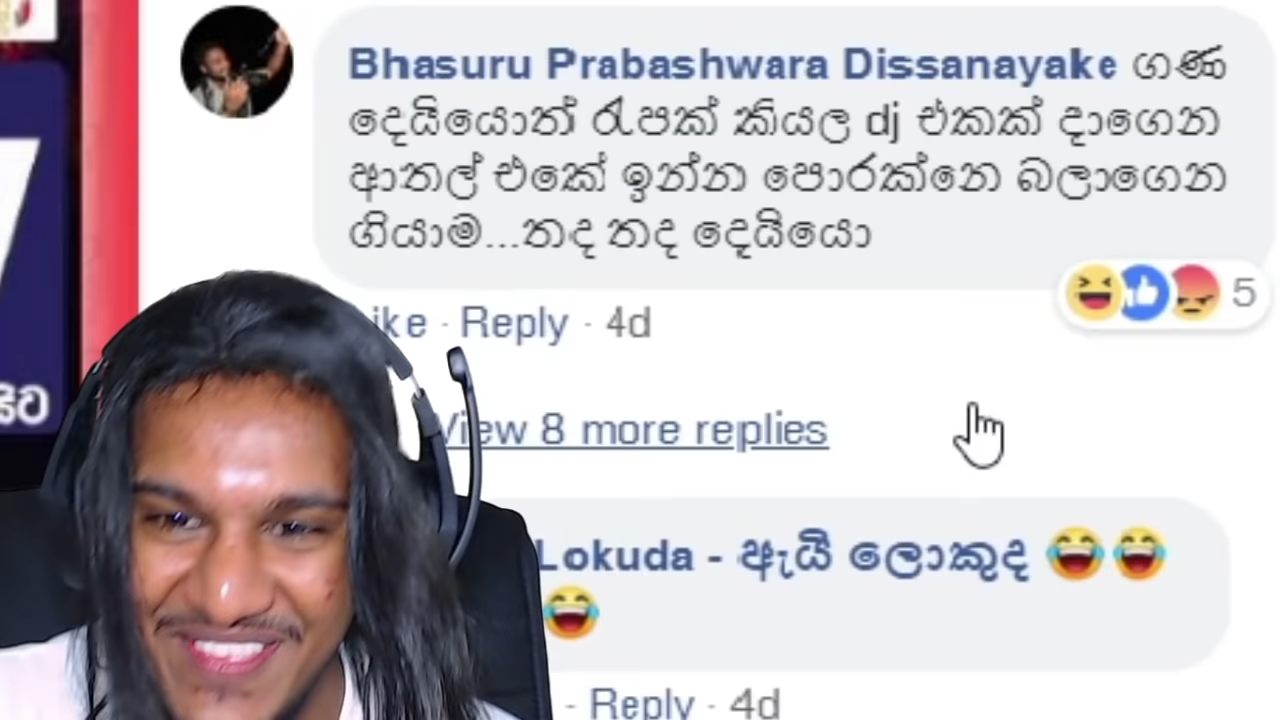 Bhasuru Prabashwara Dissanayake ගණ
දෙයියොත් රැපක් කියල dj එකක් දාගෙන
ආතල් එකේ ඉන්න පොරක්නෙ බලාගෙන
ගියාම...තද තද දෙයියො
5
ike · Reply · 4d
View 8 more replies
Lokuda - ඇයි ලොකුද 😂😂
😂
- Reply · 4d